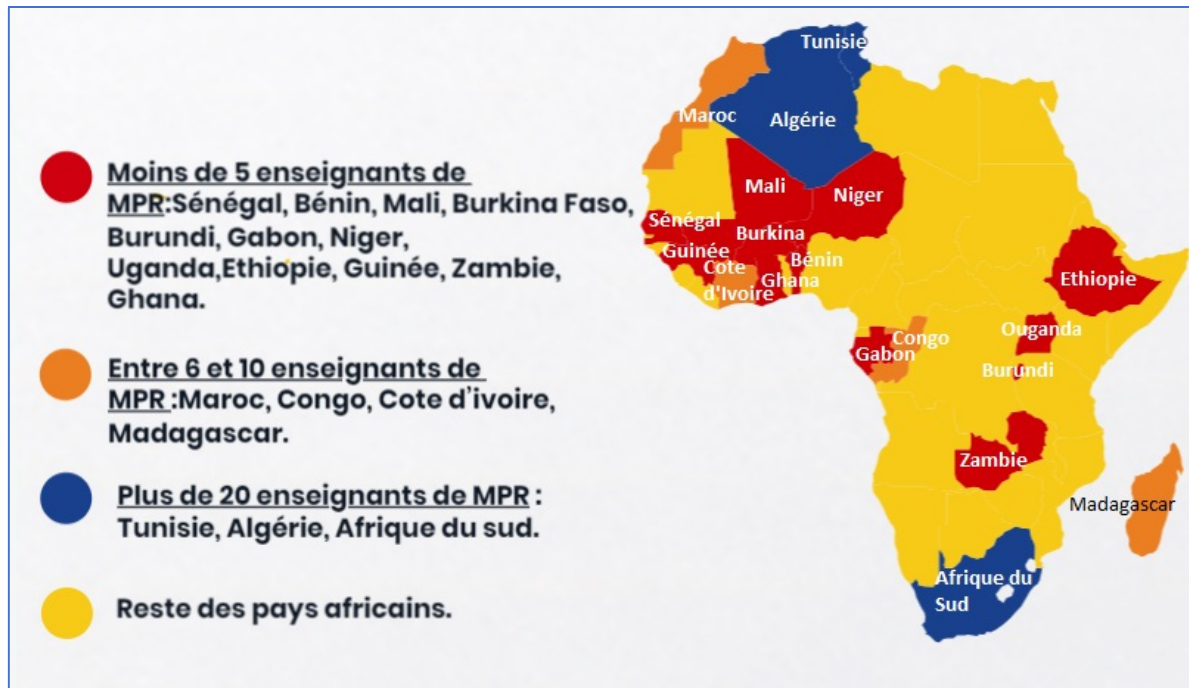 Moins de 5 enseignants de
MPR:Sénégal, Bénin, Mali, Burkina Faso,
Burundi, Gabon, Niger,
Uganda,Ethiopie, Guinée, Zambie,
Ghana.
Entre 6 et 10 enseignants de
MPR :Maroc, Congo, Cote d'ivoire,
Madagascar.
Plus de 20 enseignants de MPR :
Tunisie, Algérie, Afrique du sud.
Reste des pays africains.
Tunisie
Maroc
Algérie
Mali
Niger
Sénégal
Burkina
Guinée
Bénin
Cote
d'Ivoire
Ghana
Ethiopie
Ouganda
Congo
Gabon
Burundi
Zambie
Madagascar
Afrique du
Sud